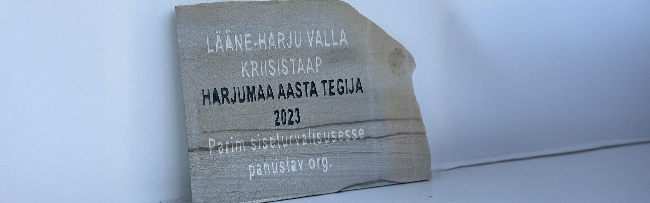 LÄÄNE-HARJU VALLA
KRIISISTAAP
HARJUMAA AASTA TEGIJA
2023
Parim siseturvalisusesse
panustav org.